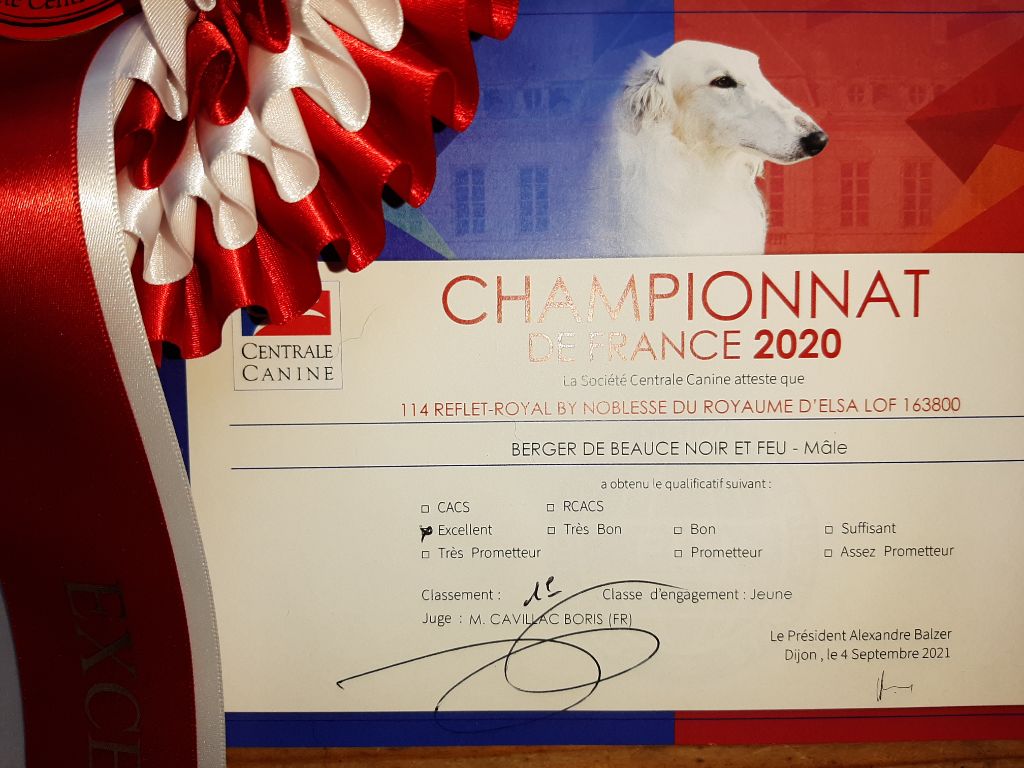 CHAMPIONNAT
DE FRANCE 2020
CENTRALE
CANINE
La Société Centrale Canine atteste que
114 REFLET-ROYAL BY NOBLESSE DU ROYAUME D'ELSA LOF 163800
BERGER DE BEAUCE NOIR ET FEU - Mâle
a obtenu le qualificatif suivant :
CACS RCACS
Excellent Très Bon Bon Suffisant
Très Prometteur Prometteur Assez Prometteur
Classement : 1e Classe d'engagement : Jeune
Juge : M. CAVILLAC BORIS (FR)
Le Président Alexandre Balzer
Dijon , le 4 Septembre 2021
EXCE